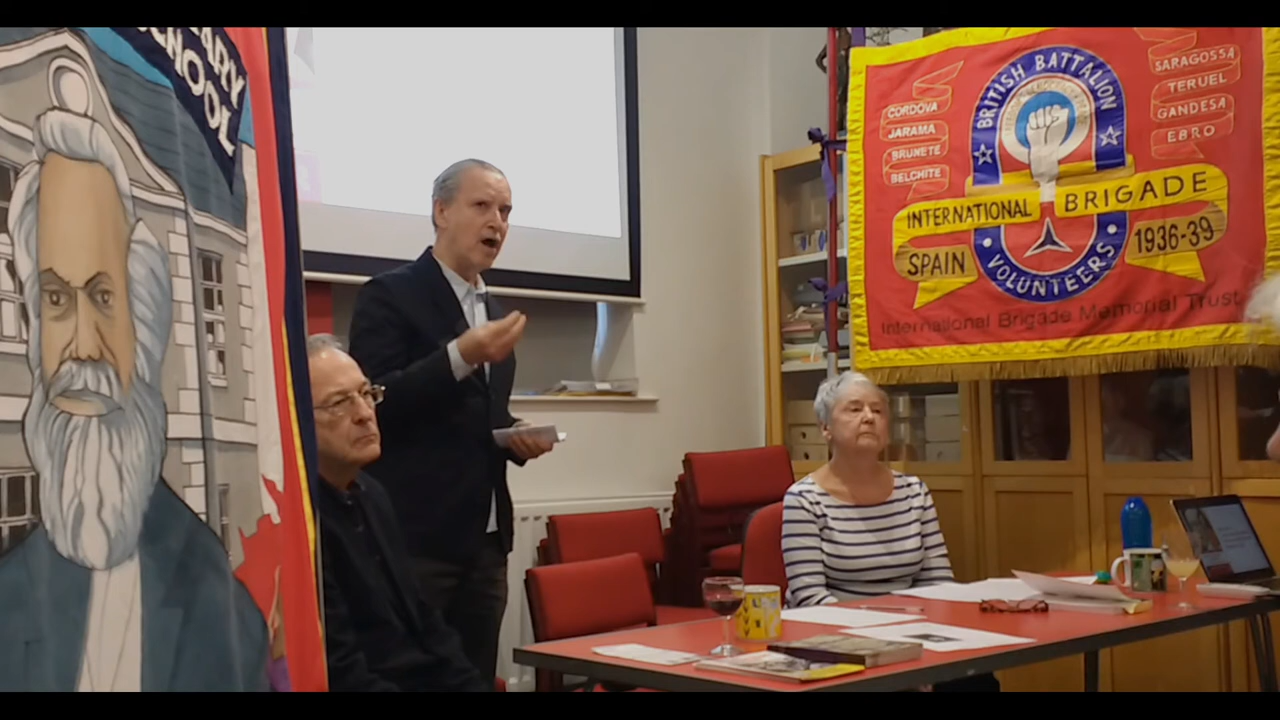 ARY
SCHOOL
CORDOVA
JARAMA
BRUNETE
BELCHITE
BRITISH BATTALION
SARAGOSSA
TERUEL
GANDESA
EBRO
INTERNATIONAL BRIGADE
SPAIN
1936-39
VOLUNTEERS
International Brigade Memorial Trust